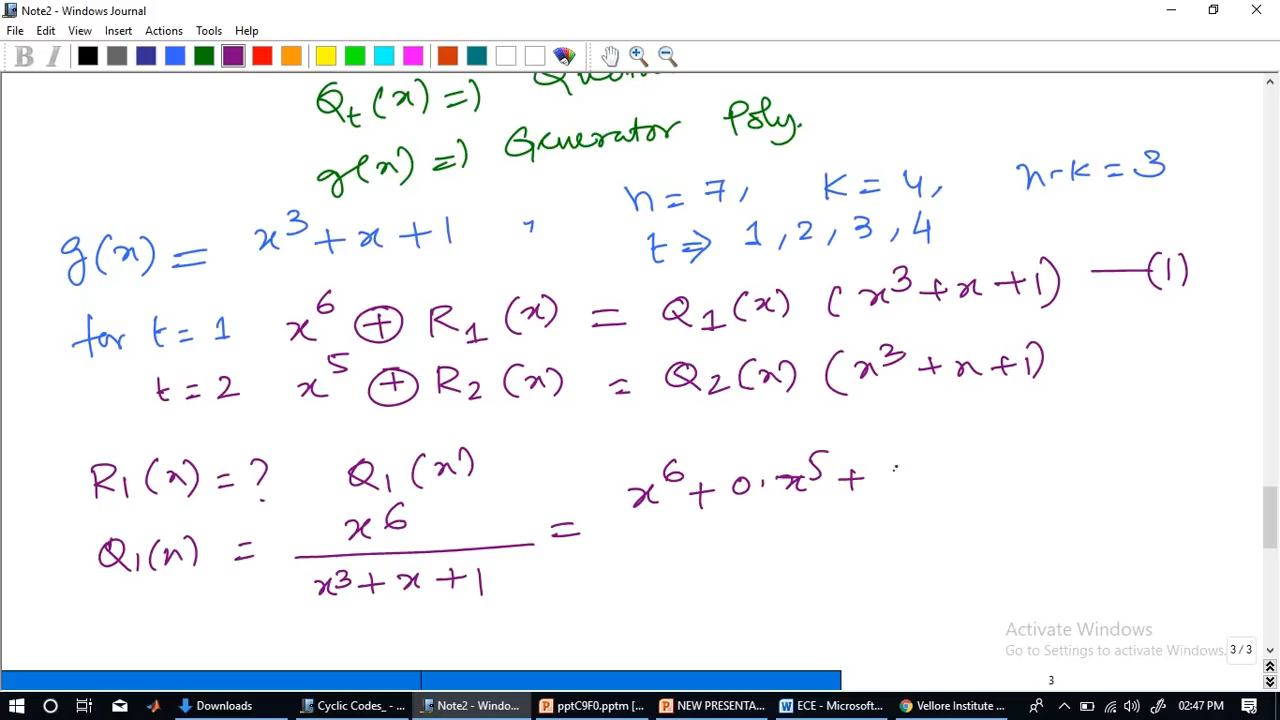 Note2 - Windows Journal
File Edit View Insert Actions Tools Help
B I
Qt(x) =)
g(x) =) Generator Poly.
g(x) = x³+x+1, n=7, k=4, n-k=3
t => 1, 2, 3, 4
for t=1 x⁶ ⊕ R₁(x) = Q₁(x) (x³+x+1) —(1)
t=2 x⁵ ⊕ R₂(x) = Q₂(x) (x³+x+1)
R₁(x) = ? Q₁(x)
Q₁(x) = x⁶ / x³+x+1 = x⁶+0.x⁵+
Activate Windows
Go to Settings to activate Windows.
3 / 3
3
Downloads Cyclic Codes_ - ... Note2 - Windo... pptC9F0.pptm [... NEW PRESENTA... ECE - Microsoft... Vellore Institute ... 02:47 PM